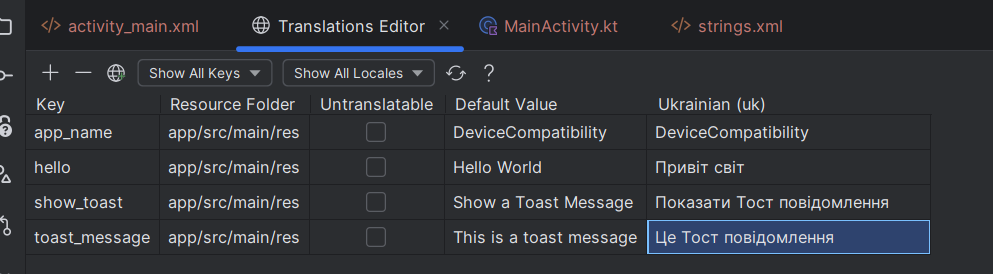 activity_main.xml Translations Editor MainActivity.kt strings.xml
Show All Keys Show All Locales ?
Key Resource Folder Untranslatable Default Value Ukrainian (uk)
app_name app/src/main/res DeviceCompatibility DeviceCompatibility
hello app/src/main/res Hello World Привіт світ
show_toast app/src/main/res Show a Toast Message Показати Тост повідомлення
toast_message app/src/main/res This is a toast message Це Тост повідомлення